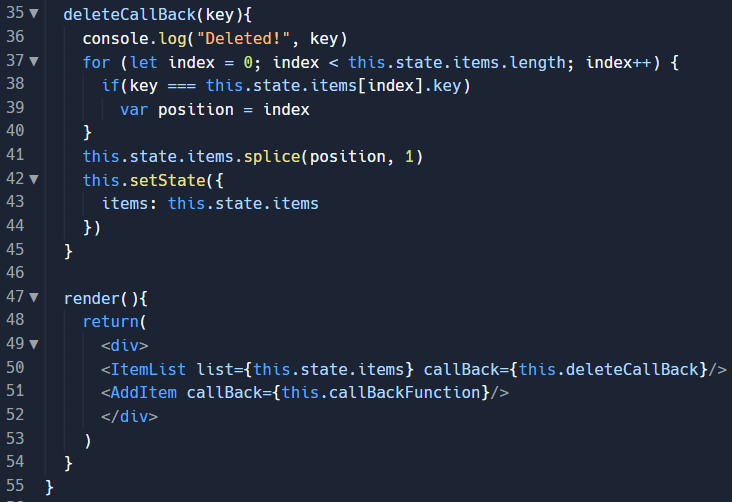 35 ▼ deleteCallBack(key){
36 console.log("Deleted!", key)
37 ▼ for (let index = 0; index < this.state.items.length; index++) {
38 if(key === this.state.items[index].key)
39 var position = index
40 }
41 this.state.items.splice(position, 1)
42 ▼ this.setState({
43 items: this.state.items
44 })
45 }
46
47 ▼ render(){
48 return(
49 ▼ <div>
50 <ItemList list={this.state.items} callBack={this.deleteCallBack}/>
51 <AddItem callBack={this.callBackFunction}/>
52 </div>
53 )
54 }
55 }